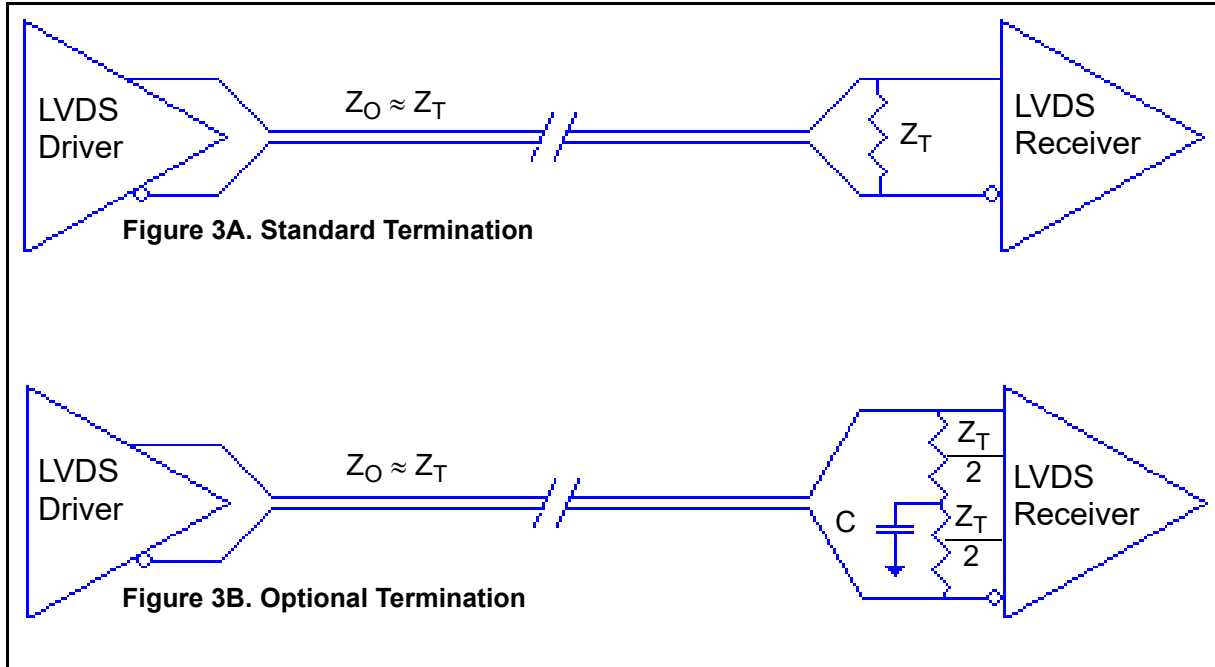 LVDS
Driver
Z_O ≈ Z_T
Z_T
LVDS
Receiver
Figure 3A. Standard Termination
LVDS
Driver
Z_O ≈ Z_T
C
Z_T
2
Z_T
2
LVDS
Receiver
Figure 3B. Optional Termination